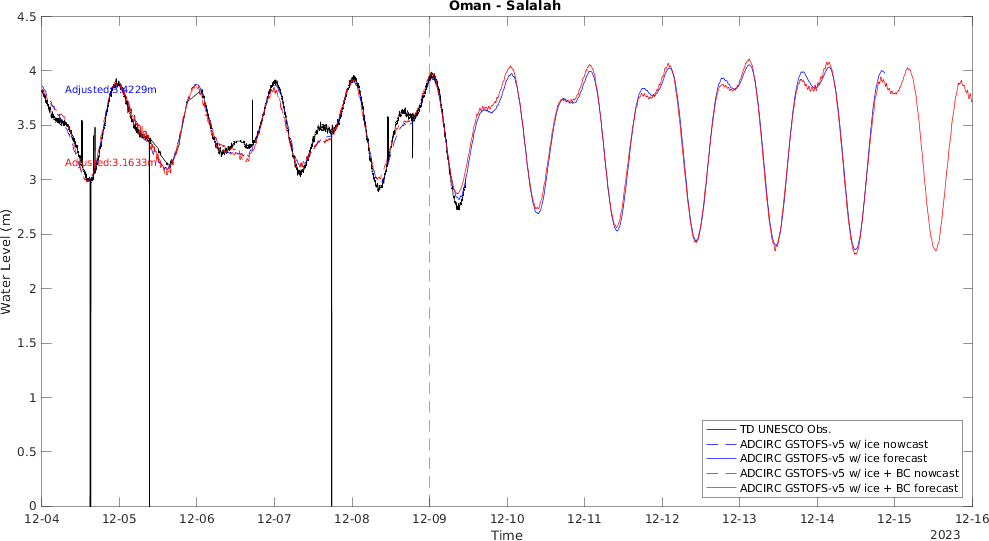 Oman - Salalah
4.5
4
3.5
3
2.5
2
1.5
1
0.5
0
Water Level (m)
Adjusted:3.4229m
Adjusted:3.1633m
TD UNESCO Obs.
ADCIRC GSTOFS-v5 w/ ice nowcast
ADCIRC GSTOFS-v5 w/ ice forecast
ADCIRC GSTOFS-v5 w/ ice + BC nowcast
ADCIRC GSTOFS-v5 w/ ice + BC forecast
12-04 12-05 12-06 12-07 12-08 12-09 12-10 12-11 12-12 12-13 12-14 12-15 12-16
Time
2023